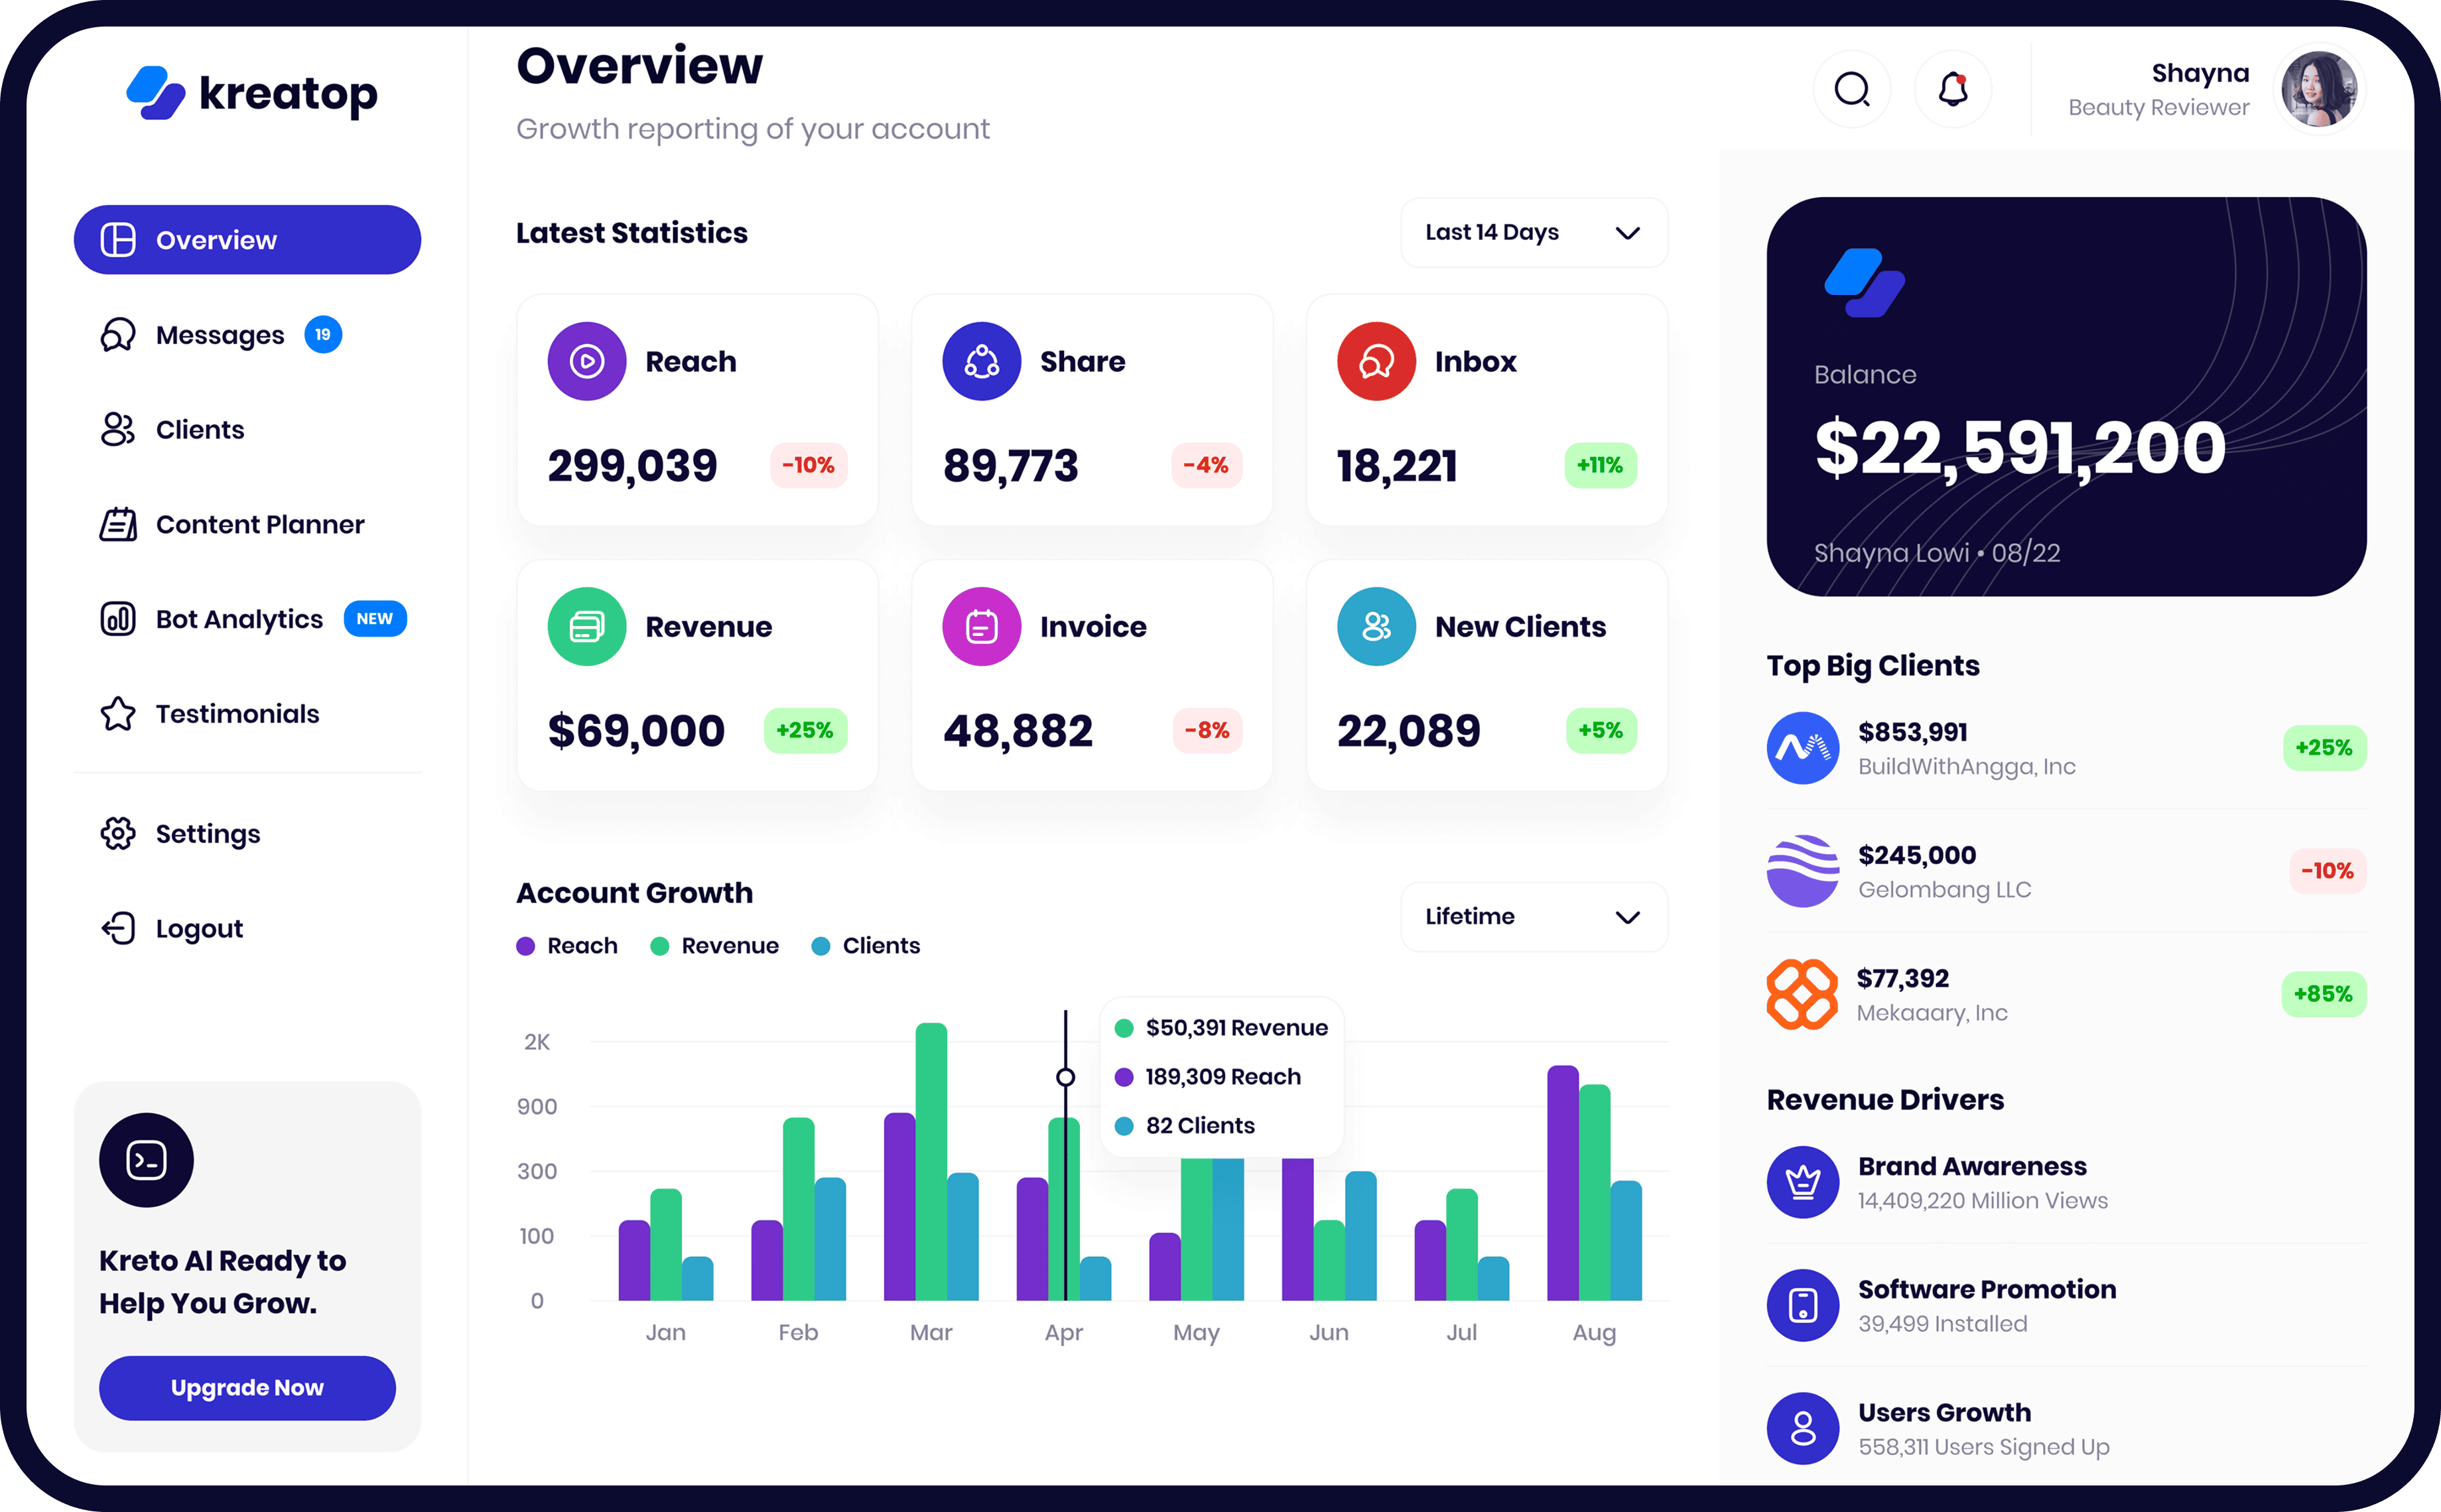 kreatop
Overview
Messages 19
Clients
Content Planner
Bot Analytics NEW
Testimonials
Settings
Logout
Kreto AI Ready to
Help You Grow.
Upgrade Now
Overview
Growth reporting of your account
Shayna
Beauty Reviewer
Latest Statistics
Last 14 Days
Reach
299,039 -10%
Share
89,773 -4%
Inbox
18,221 +11%
Revenue
$69,000 +25%
Invoice
48,882 -8%
New Clients
22,089 +5%
Account Growth
Lifetime
Reach Revenue Clients
2K
900
300
100
0
$50,391 Revenue
189,309 Reach
82 Clients
Jan Feb Mar Apr May Jun Jul Aug
Balance
$22,591,200
Shayna Lowi • 08/22
Top Big Clients
$853,991
BuildWithAngga, Inc
+25%
$245,000
Gelombang LLC
-10%
$77,392
Mekaaary, Inc
+85%
Revenue Drivers
Brand Awareness
14,409,220 Million Views
Software Promotion
39,499 Installed
Users Growth
558,311 Users Signed Up